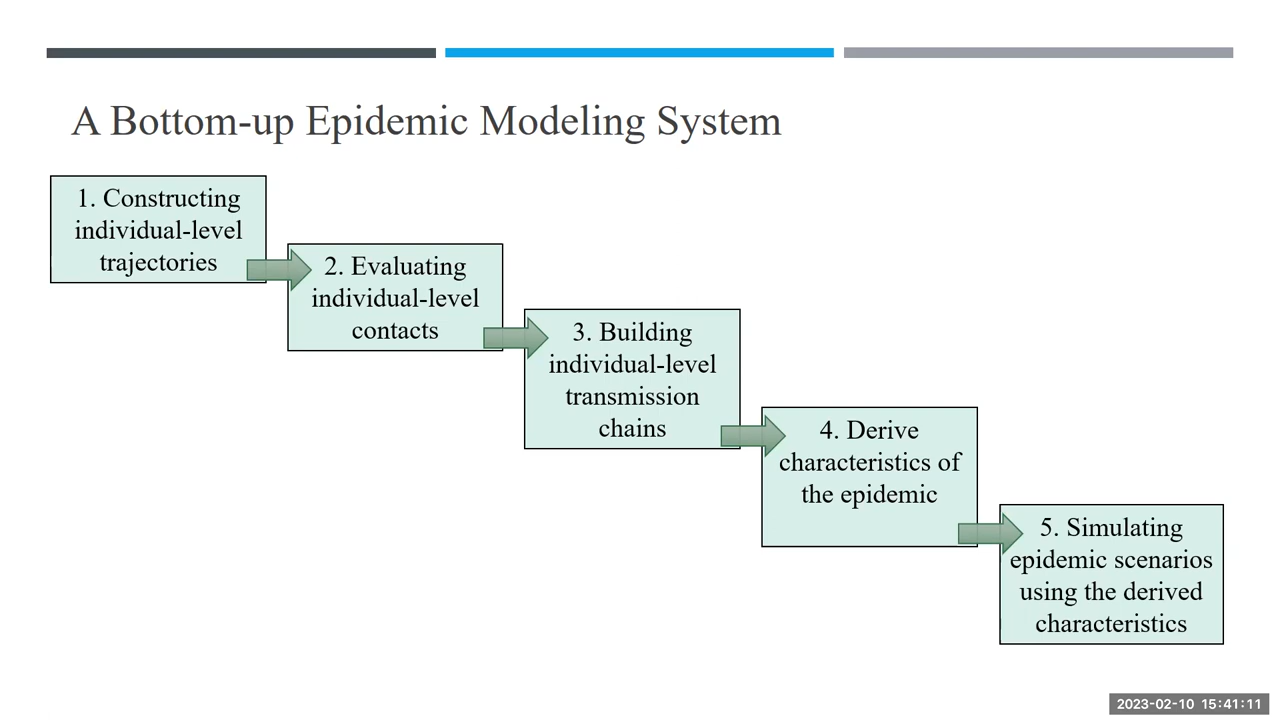 A Bottom-up Epidemic Modeling System
1. Constructing
individual-level
trajectories
2. Evaluating
individual-level
contacts
3. Building
individual-level
transmission
chains
4. Derive
characteristics of
the epidemic
5. Simulating
epidemic scenarios
using the derived
characteristics
2023-02-10 15:41:11